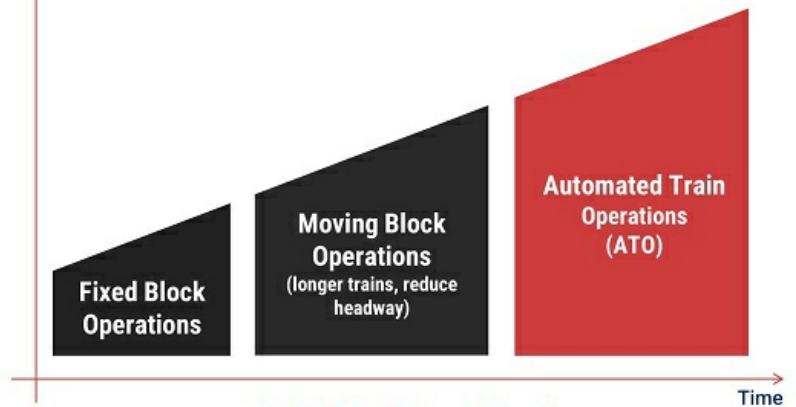 Fixed Block
Operations
Moving Block
Operations
(longer trains, reduce
headway)
Automated Train
Operations
(ATO)
Time